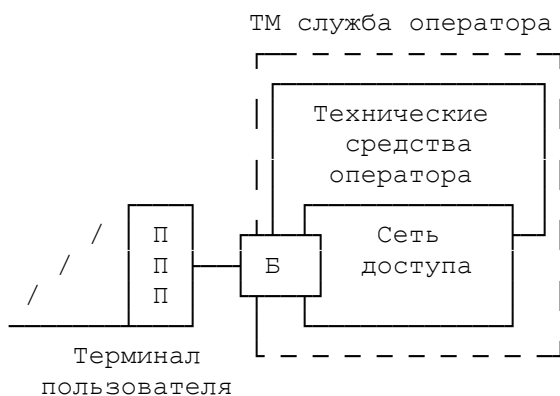 ТМ служба оператора
Технические
средства
оператора
П
П
П
Б
Сеть
доступа
Терминал
пользователя